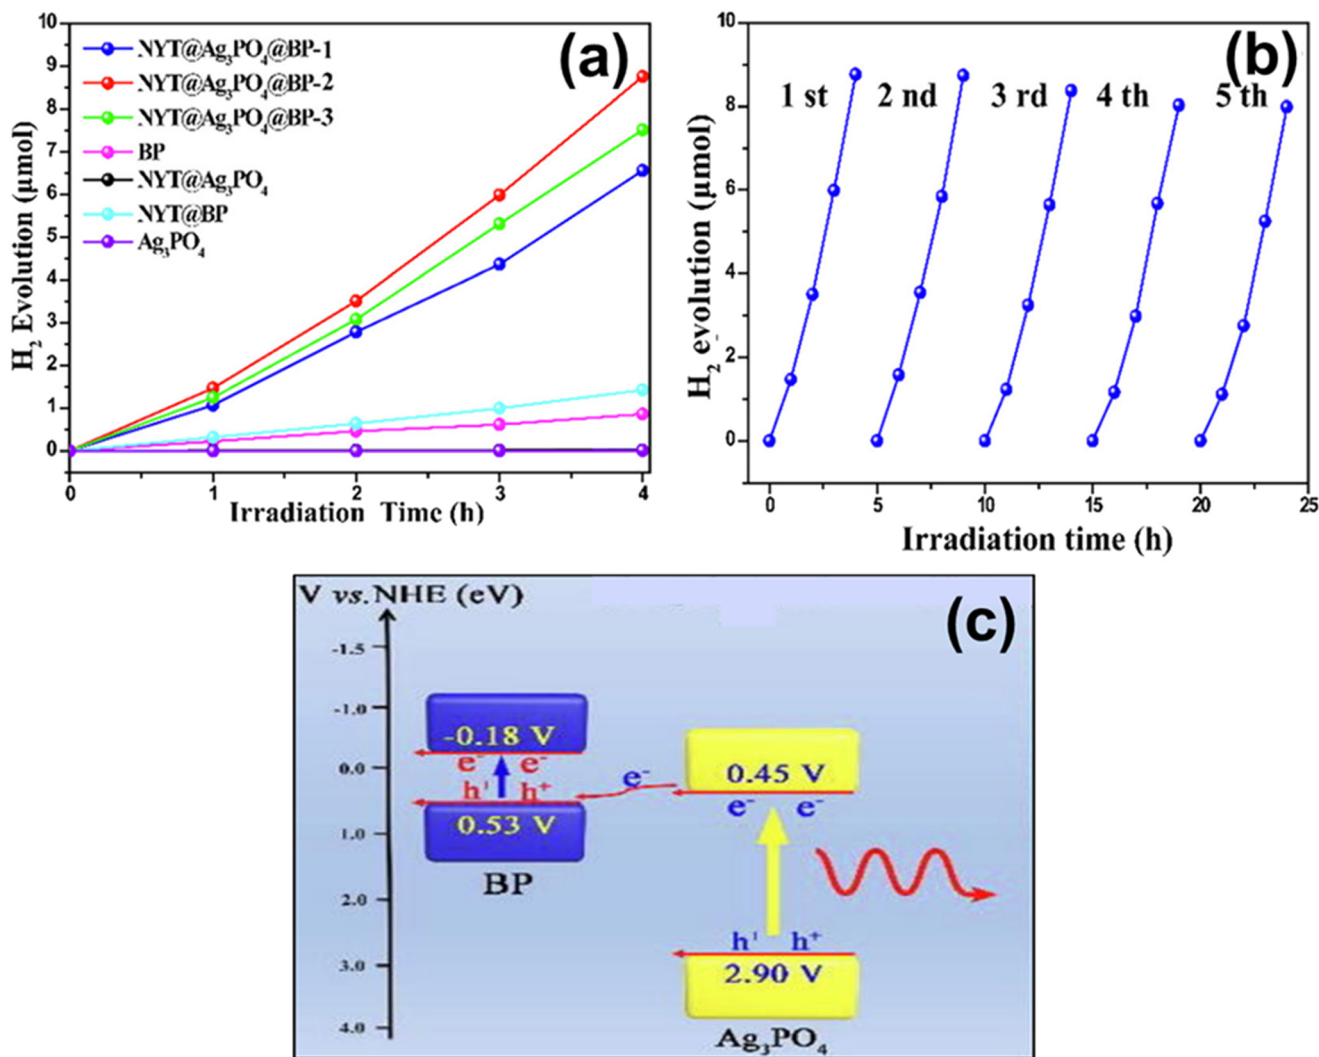 (a)
NYT@Ag₃PO₄@BP-1
NYT@Ag₃PO₄@BP-2
NYT@Ag₃PO₄@BP-3
BP
NYT@Ag₃PO₄
NYT@BP
Ag₃PO₄
H₂ Evolution (μmol)
10
9
8
7
6
5
4
3
2
1
0
0 1 2 3 4
Irradiation Time (h)
(b)
1 st 2 nd 3 rd 4 th 5 th
H₂ evolution (μmol)
10
8
6
4
2
0
0 5 10 15 20 25
Irradiation time (h)
(c)
V vs.NHE (eV)
-1.5
-1.0
0.0
1.0
2.0
3.0
4.0
-0.18 V
e⁻ e⁻
h⁺ h⁺
0.53 V
BP
e⁻
0.45 V
e⁻ e⁻
h⁺ h⁺
2.90 V
Ag₃PO₄